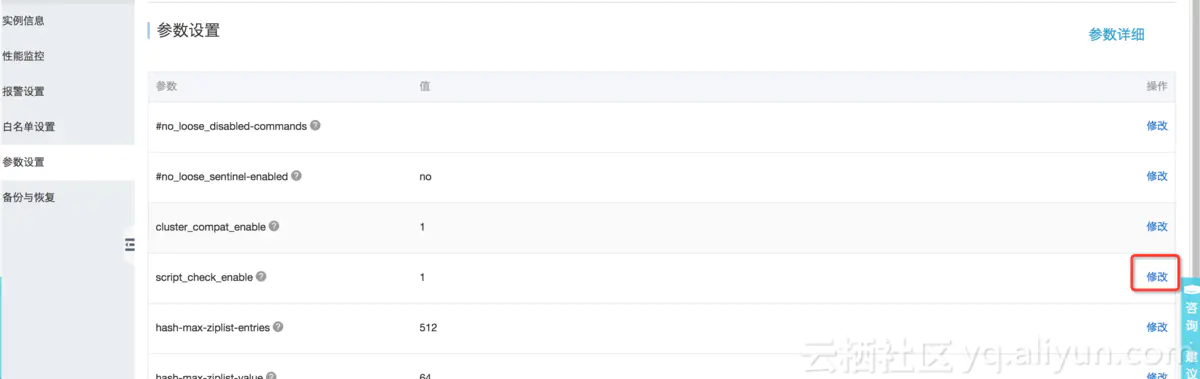 实例信息
性能监控
报警设置
白名单设置
参数设置
备份与恢复
参数设置
参数详细
参数 值 操作
#no_loose_disabled-commands ? 修改
#no_loose_sentinel-enabled ? no 修改
cluster_compat_enable ? 1 修改
script_check_enable ? 1 修改
hash-max-ziplist-entries ? 512 修改
hash-max-ziplist-value ? 64 修改
咨询·建议
云栖社区 yq.aliyun.com